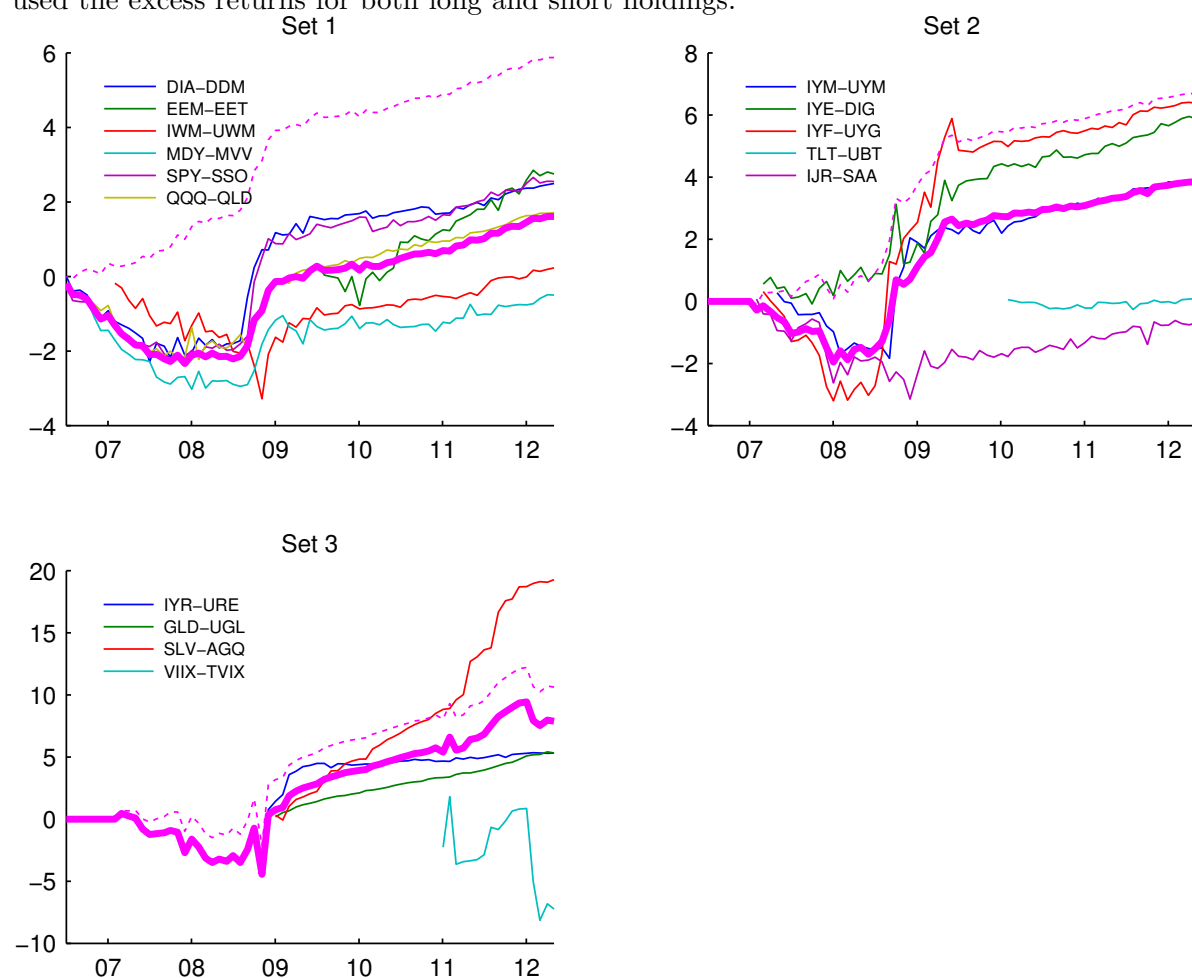 used the excess returns for both long and short holdings.
Set 1
6
4
2
0
−2
−4
07 08 09 10 11 12
DIA−DDM
EEM−EET
IWM−UWM
MDY−MVV
SPY−SSO
QQQ−QLD
Set 2
8
6
4
2
0
−2
−4
07 08 09 10 11 12
IYM−UYM
IYE−DIG
IYF−UYG
TLT−UBT
IJR−SAA
Set 3
20
15
10
5
0
−5
−10
07 08 09 10 11 12
IYR−URE
GLD−UGL
SLV−AGQ
VIIX−TVIX